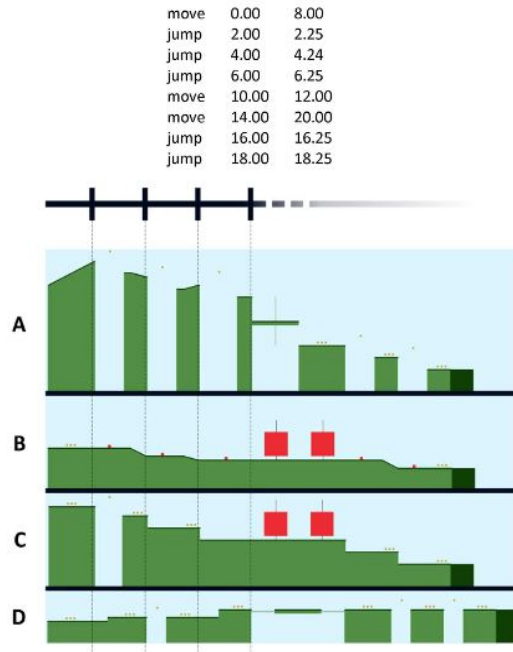 move 0.00 8.00
jump 2.00 2.25
jump 4.00 4.24
jump 6.00 6.25
move 10.00 12.00
move 14.00 20.00
jump 16.00 16.25
jump 18.00 18.25
A
B
C
D